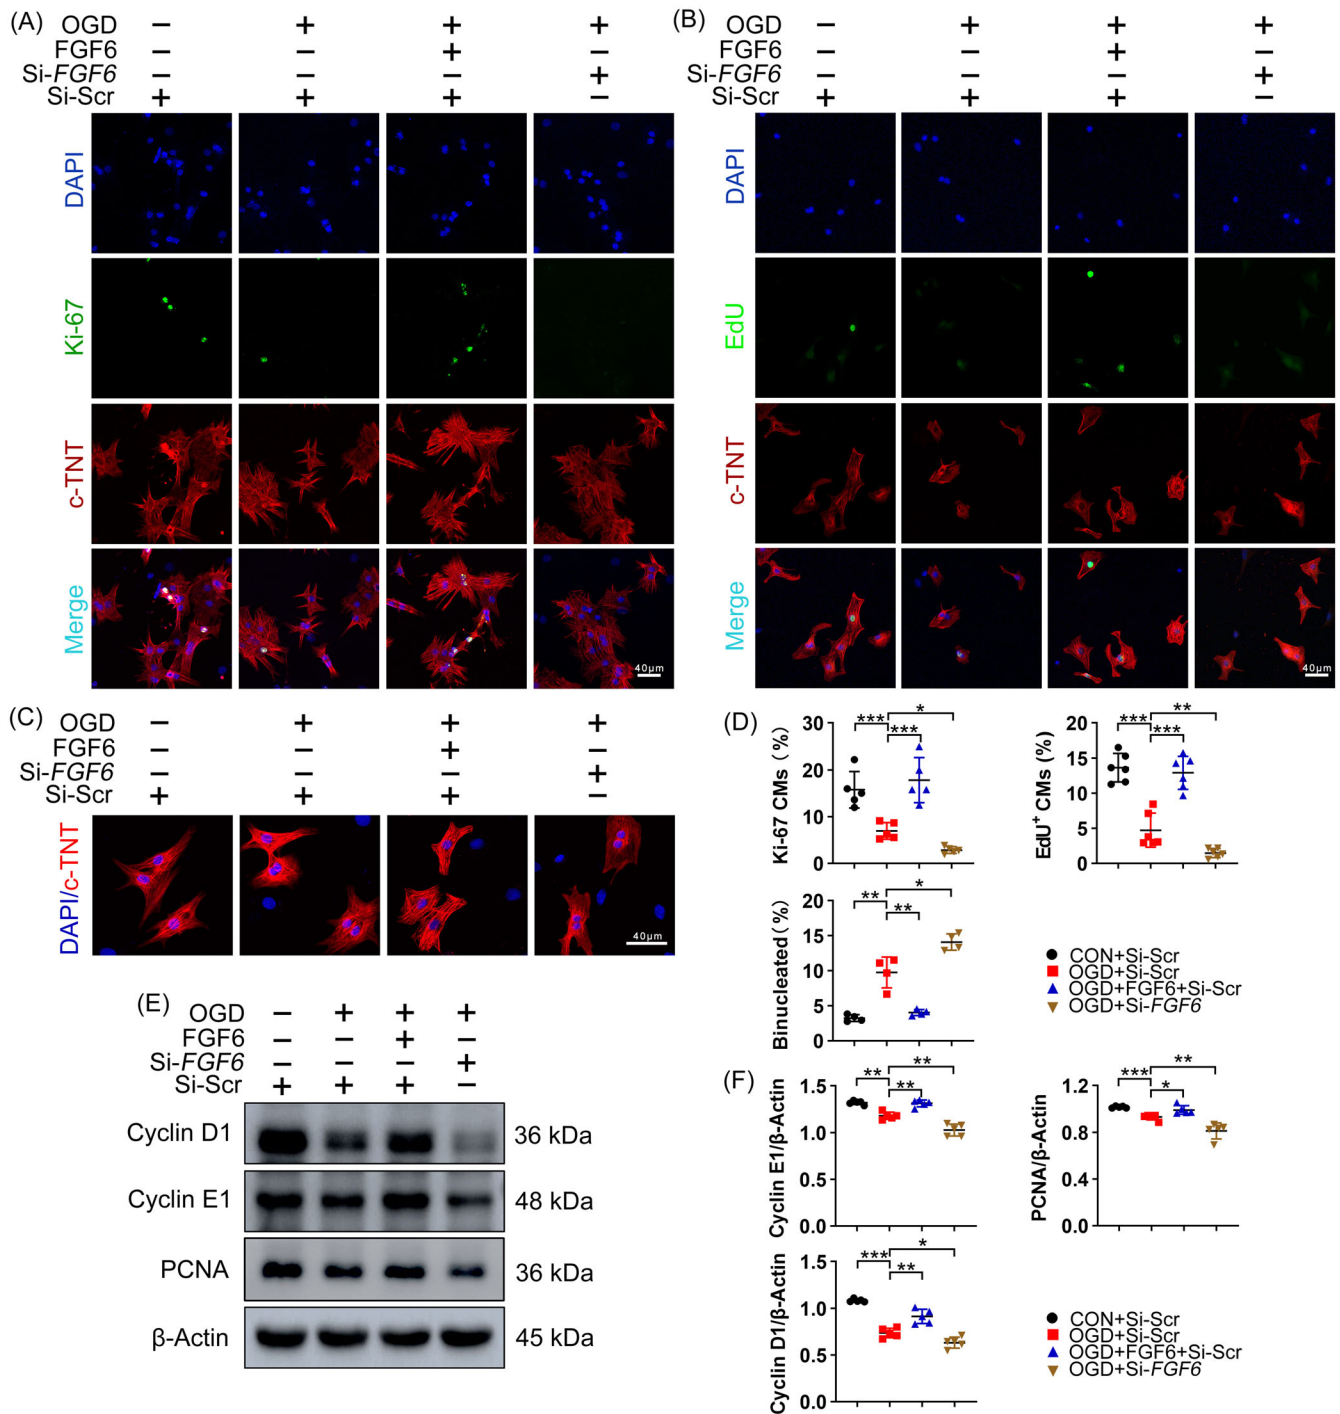 (A)
OGD − + + +
FGF6 − − + −
Si-FGF6 − − − +
Si-Scr + + + −
DAPI
Ki-67
c-TNT
Merge
40μm
(B)
OGD − + + +
FGF6 − − + −
Si-FGF6 − − − +
Si-Scr + + + −
DAPI
EdU
c-TNT
Merge
40μm
(C)
OGD − + + +
FGF6 − − + −
Si-FGF6 − − − +
Si-Scr + + + −
DAPI/c-TNT
40μm
(D)
Ki-67 CMs (%)
30
20
10
0
*** *** *
EdU+ CMs (%)
20
15
10
5
0
*** *** **
Binucleated (%)
20
15
10
5
0
** ** *
CON+Si-Scr
OGD+Si-Scr
OGD+FGF6+Si-Scr
OGD+Si-FGF6
(E)
OGD − + + +
FGF6 − − + −
Si-FGF6 − − − +
Si-Scr + + + −
Cyclin D1 36 kDa
Cyclin E1 48 kDa
PCNA 36 kDa
β-Actin 45 kDa
(F)
Cyclin E1/β-Actin
1.5
1.0
0.5
0.0
** ** **
PCNA/β-Actin
1.2
0.8
0.4
0.0
*** * **
Cyclin D1/β-Actin
1.5
1.0
0.5
0.0
*** ** *
CON+Si-Scr
OGD+Si-Scr
OGD+FGF6+Si-Scr
OGD+Si-FGF6